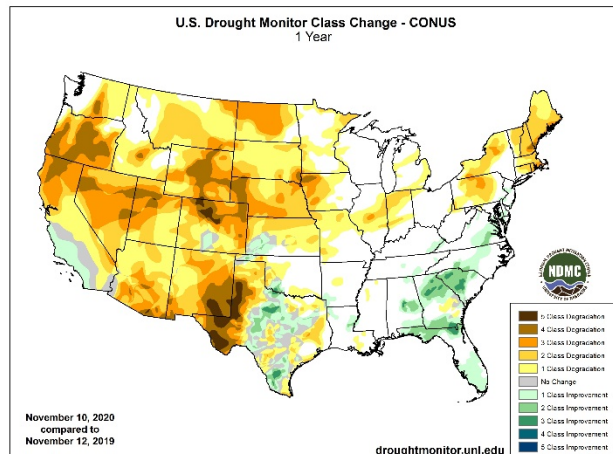 U.S. Drought Monitor Class Change - CONUS
1 Year
NDMC
5 Class Degradation
4 Class Degradation
3 Class Degradation
2 Class Degradation
1 Class Degradation
No Change
1 Class Improvement
2 Class Improvement
3 Class Improvement
4 Class Improvement
5 Class Improvement
November 10, 2020
compared to
November 12, 2019
droughtmonitor.unl.edu